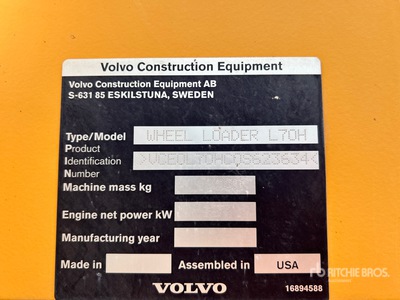 Volvo Construction Equipment
Volvo Construction Equipment AB
S-631 85 ESKILSTUNA, SWEDEN
Type/Model WHEEL LOADER L70H
Product
Identification >VCE0L70HC0S623634<
Number
Machine mass kg
Engine net power kW
Manufacturing year
Made in Assembled in USA
VOLVO 16894588
RITCHIE BROS.